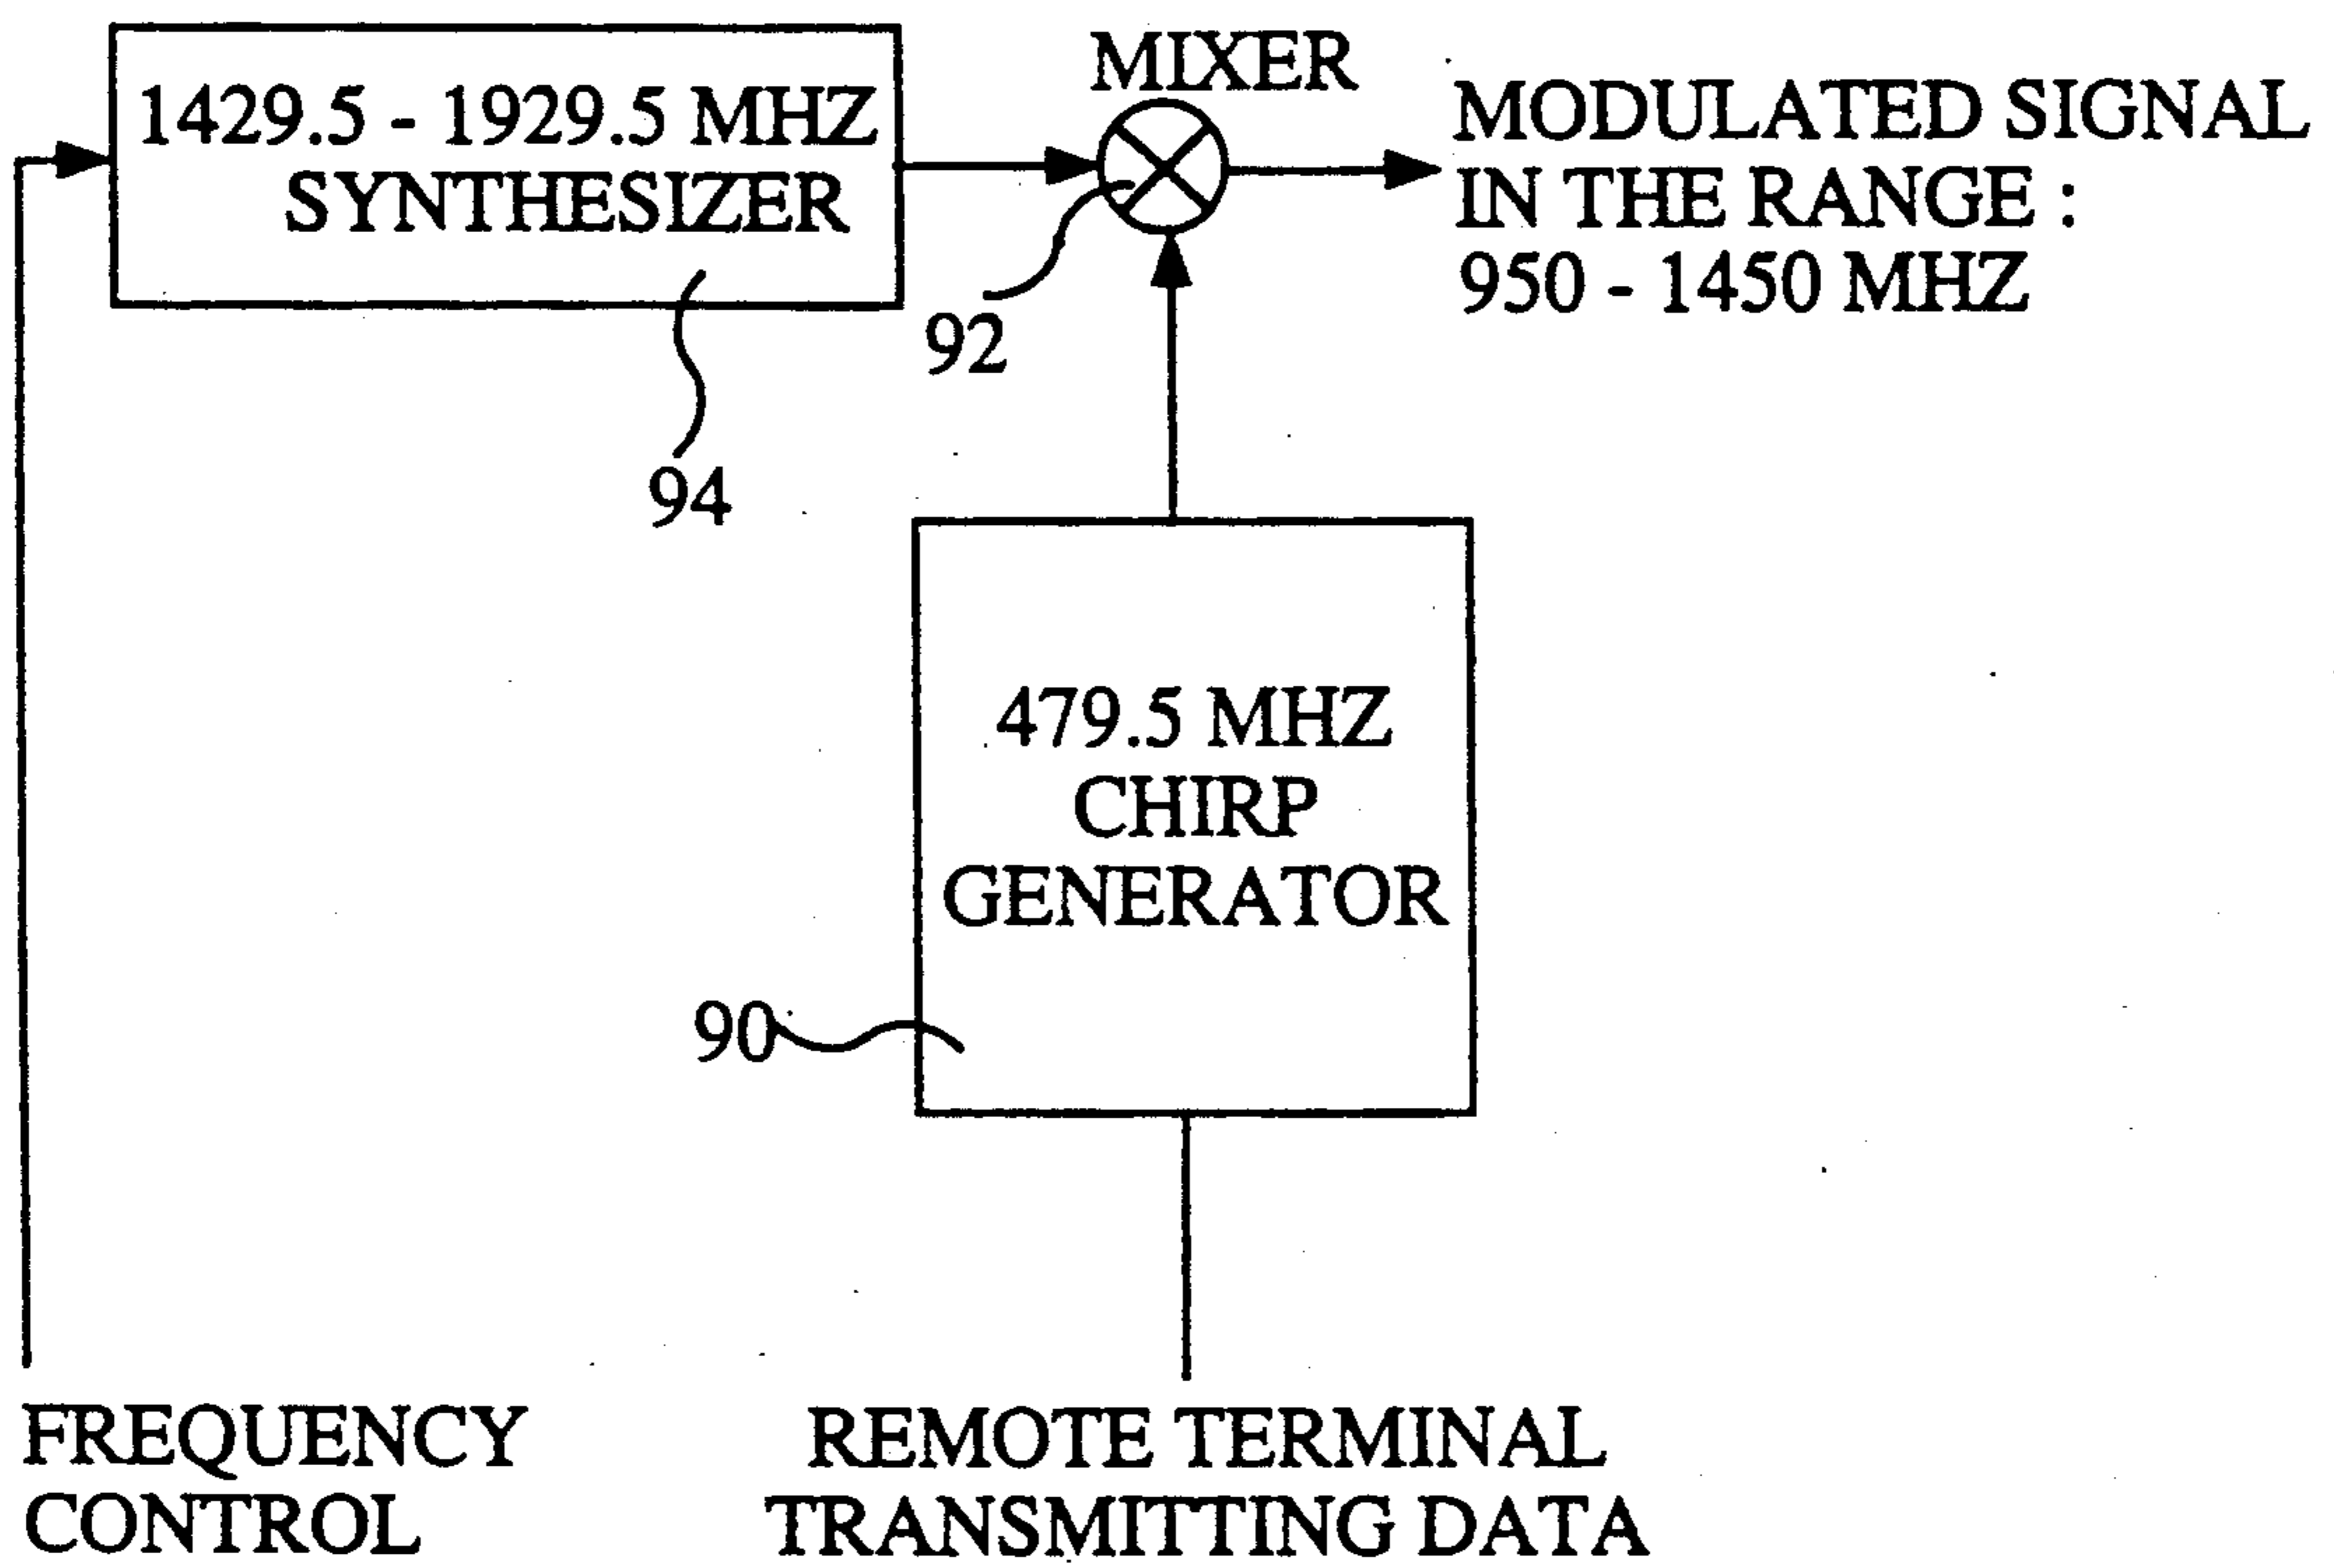 1429.5 - 1929.5 MHZ
SYNTHESIZER
MIXER
MODULATED SIGNAL
IN THE RANGE :
950 - 1450 MHZ
92
94
479.5 MHZ
CHIRP
GENERATOR
90
FREQUENCY
CONTROL
REMOTE TERMINAL
TRANSMITTING DATA